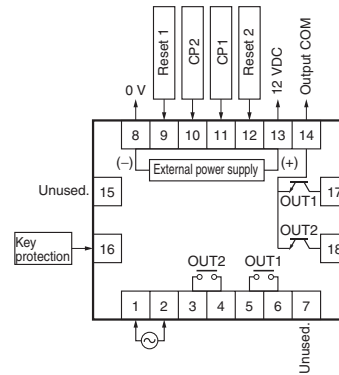 0 V
Reset 1
CP2
CP1
Reset 2
12 VDC
Output COM
8 9 10 11 12 13 14
(−) External power supply (+)
Unused. 15
OUT1 17
Key
protection
16
OUT2 18
OUT2 OUT1
1 2 3 4 5 6 7
Unused.